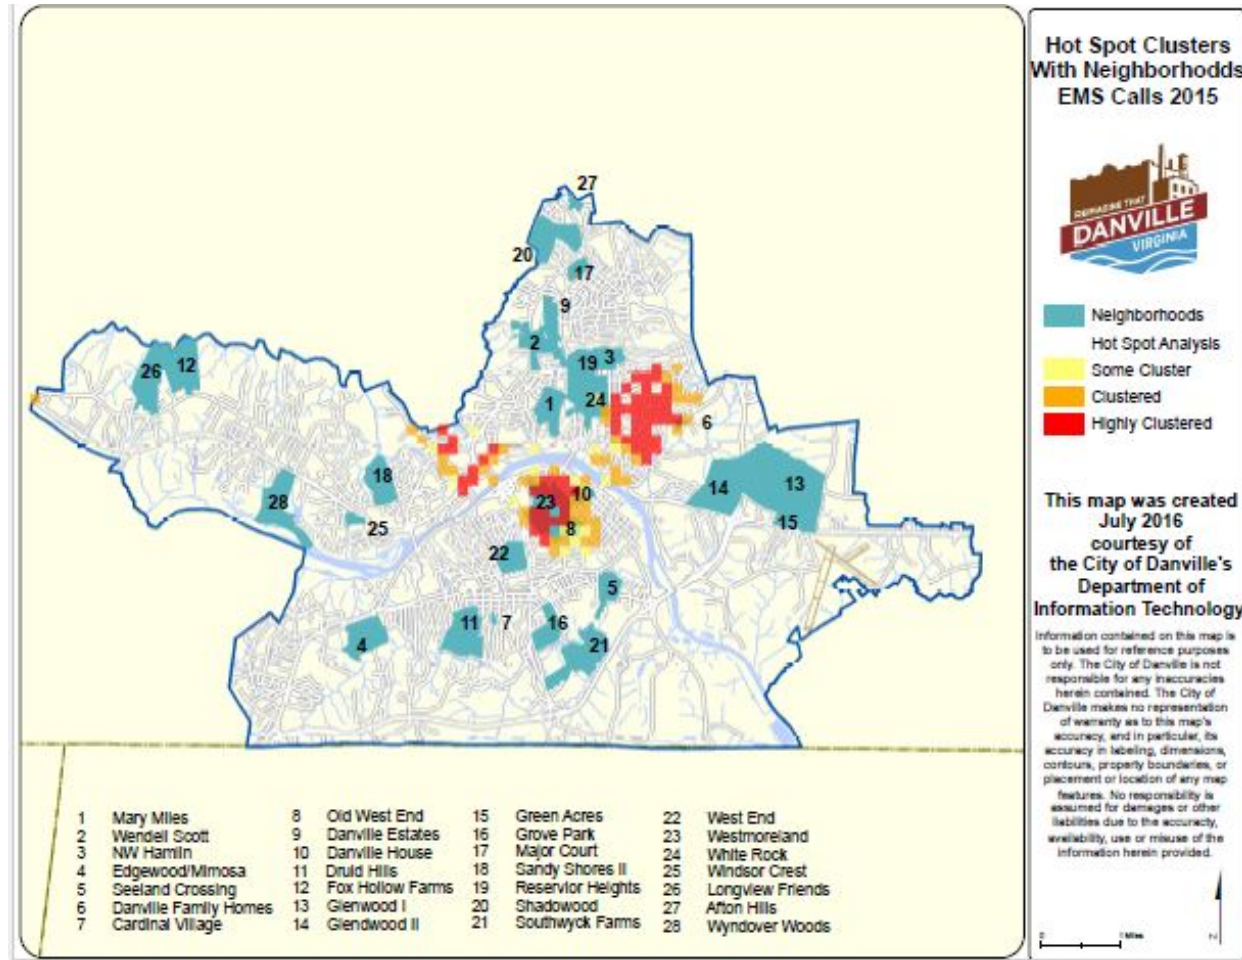 Hot Spot Clusters
With Neighborhodds
EMS Calls 2015
REIMAGINE THAT
DANVILLE
VIRGINIA
Neighborhoods
Hot Spot Analysis
Some Cluster
Clustered
Highly Clustered
This map was created
July 2016
courtesy of
the City of Danville's
Department of
Information Technology
Information contained on this map is
to be used for reference purposes
only. The City of Danville is not
responsible for any inaccuracies
herein contained. The City of
Danville makes no representation
of warranty as to this map's
accuracy, and in particular, its
accuracy in labeling, dimensions,
contours, property boundaries, or
placement or location of any map
features. No responsibility is
assumed for damages or other
liabilities due to the accuracty,
availability, use or misuse of the
information herein provided.
0 1 Miles
N
27
20
17
9
2
19 3
26 12
1 24
6
18
28
25
23 10
8
14 13
15
22
5
11 7 16
4
21
1 Mary Miles
2 Wendell Scott
3 NW Hamlin
4 Edgewood/Mimosa
5 Seeland Crossing
6 Danville Family Homes
7 Cardinal Village
8 Old West End
9 Danville Estates
10 Danville House
11 Druid Hills
12 Fox Hollow Farms
13 Glenwood I
14 Glendwood II
15 Green Acres
16 Grove Park
17 Major Court
18 Sandy Shores II
19 Reservior Heights
20 Shadowood
21 Southwyck Farms
22 West End
23 Westmoreland
24 White Rock
25 Windsor Crest
26 Longview Friends
27 Afton Hills
28 Wyndover Woods